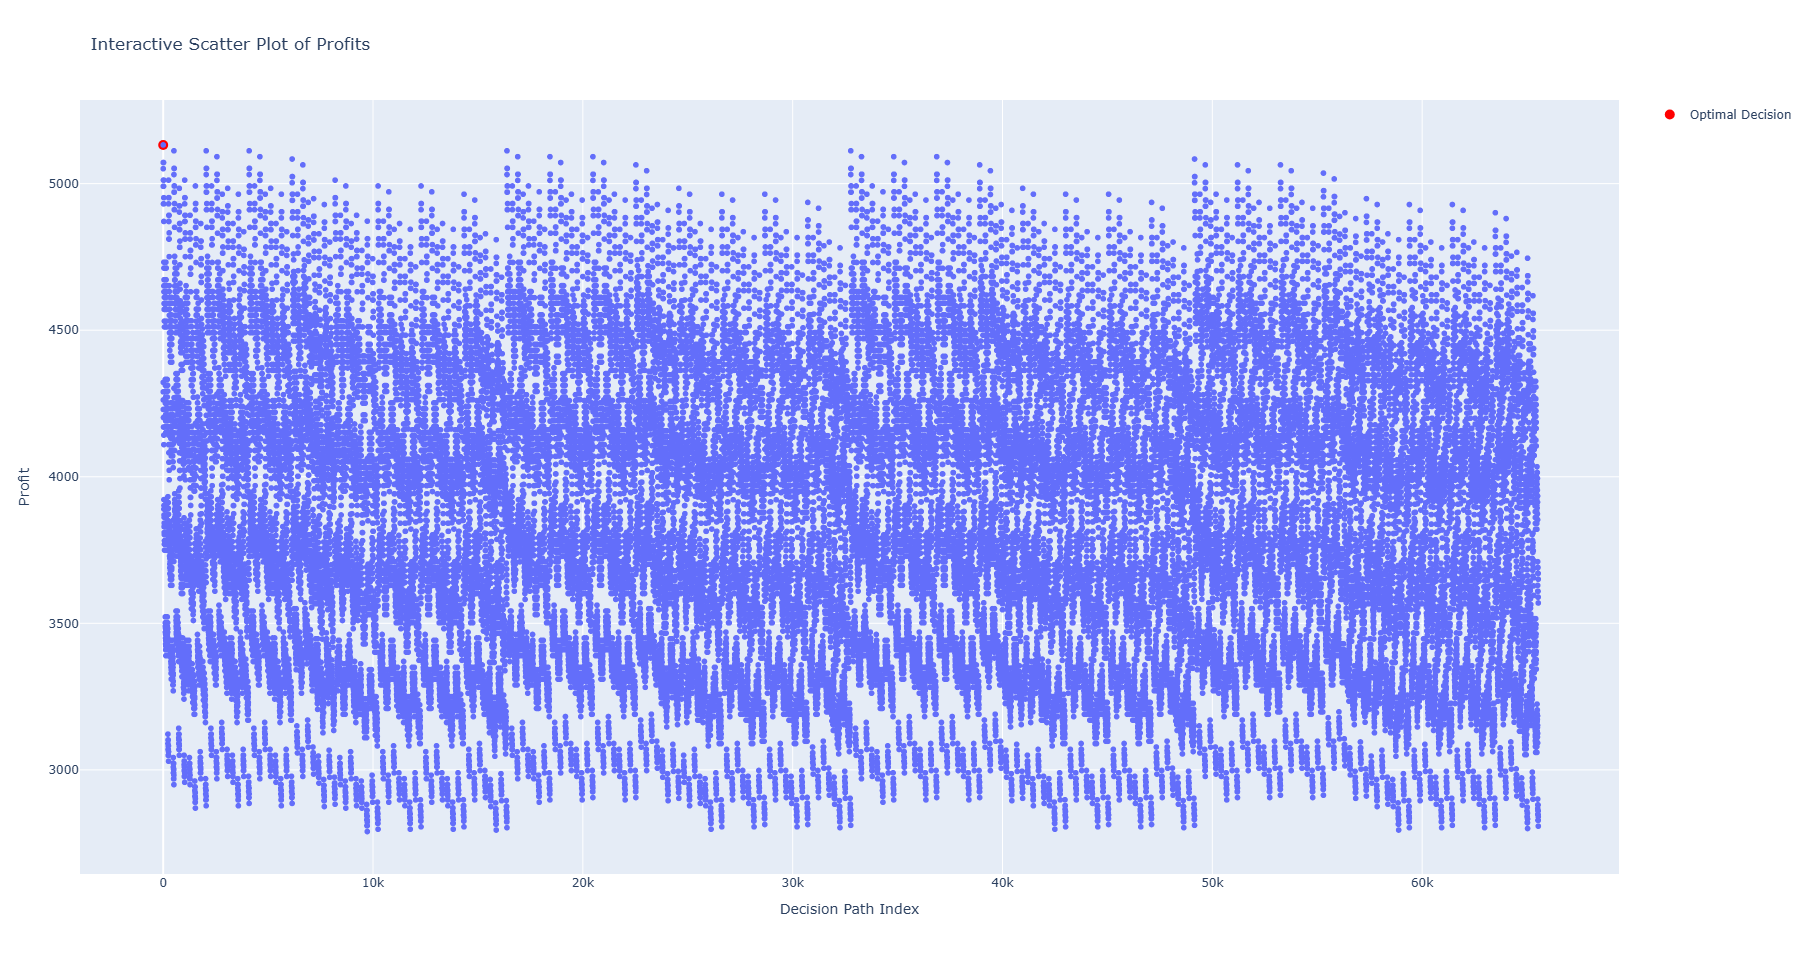 Interactive Scatter Plot of Profits
Optimal Decision
5000
4500
4000
3500
3000
Profit
0
10k
20k
30k
40k
50k
60k
Decision Path Index